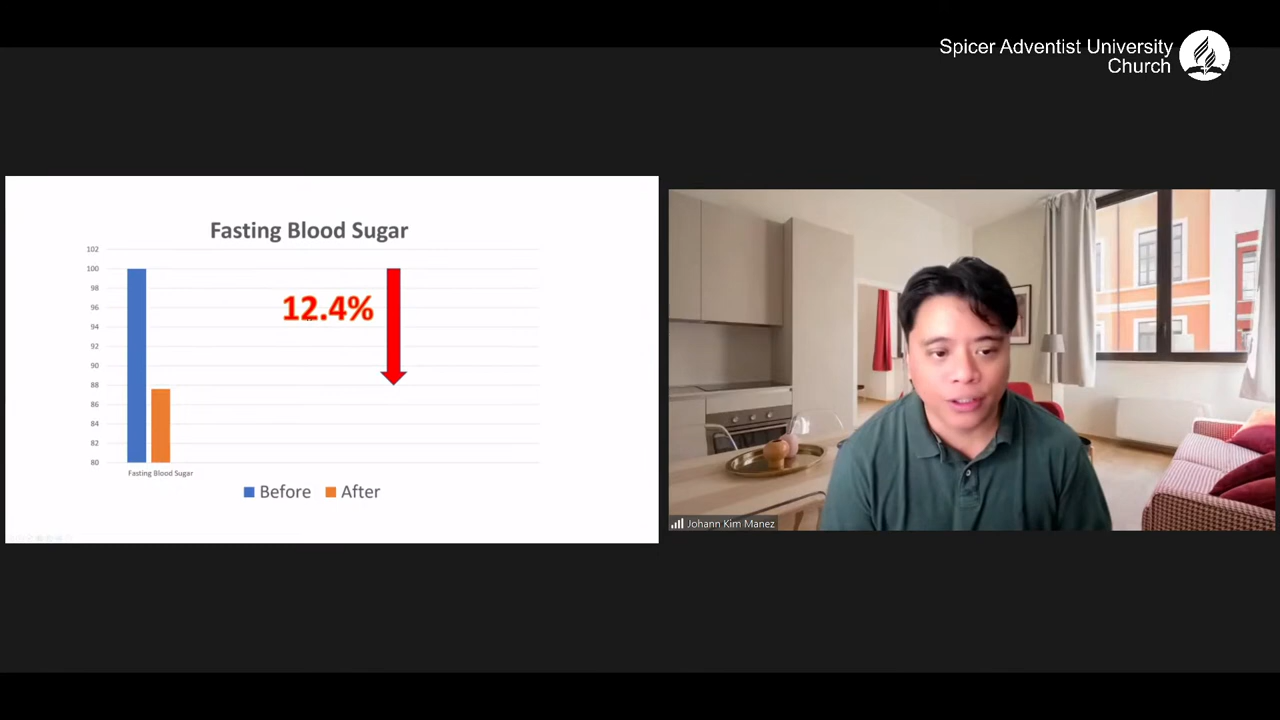 Spicer Adventist University
Church
Fasting Blood Sugar
102
100
98
96
94
92
90
88
86
84
82
80
12.4%
Fasting Blood Sugar
Before After
Johann Kim Manez